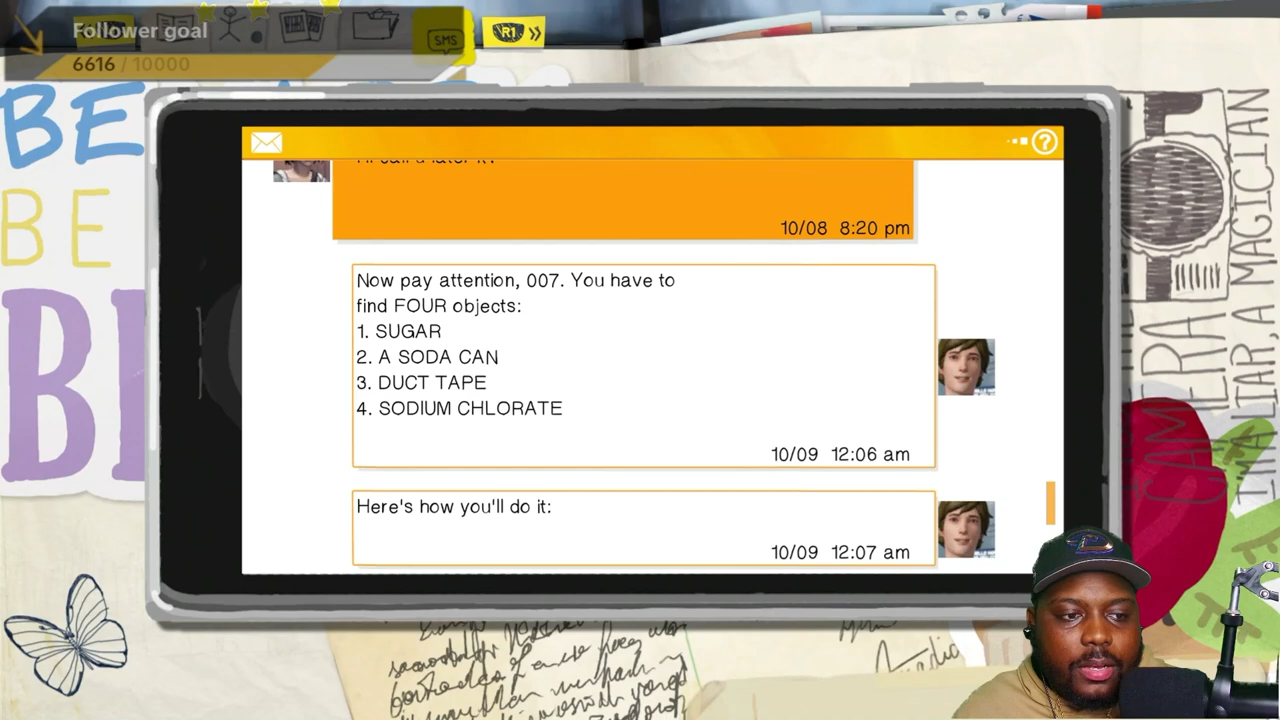 Follower goal
6616 / 10000
SMS
R1
BE
BE
10/08 8:20 pm
Now pay attention, 007. You have to
find FOUR objects:
1. SUGAR
2. A SODA CAN
3. DUCT TAPE
4. SODIUM CHLORATE
10/09 12:06 am
Here's how you'll do it:
10/09 12:07 am
?
CAMERA
LIAR, A MAGICIAN